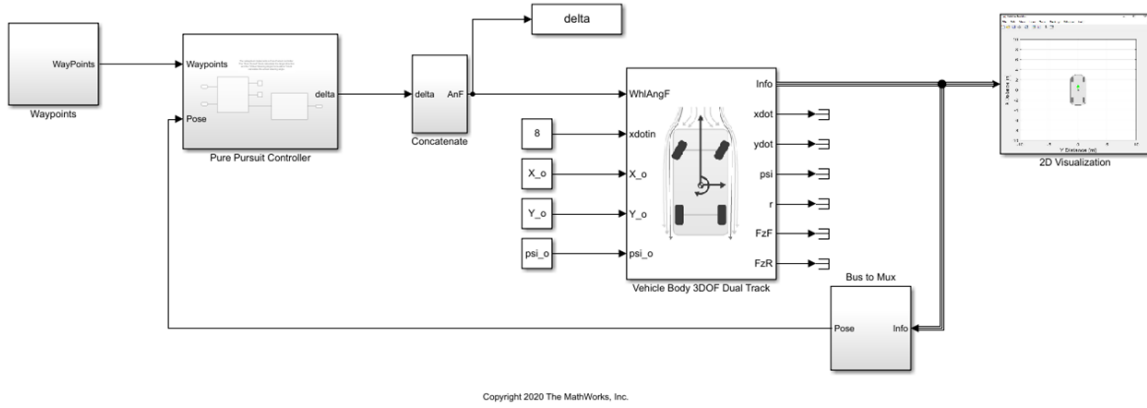 delta
WayPoints
Waypoints
Waypoints
Pose
delta
Pure Pursuit Controller
delta
AnF
Concatenate
8
X_o
Y_o
psi_o
WhlAngF
xdotin
X_o
Y_o
psi_o
Info
xdot
ydot
psi
r
FzF
FzR
Vehicle Body 3DOF Dual Track
Y Distance [m]
2D Visualization
Bus to Mux
Pose
Info
Copyright 2020 The MathWorks, Inc.